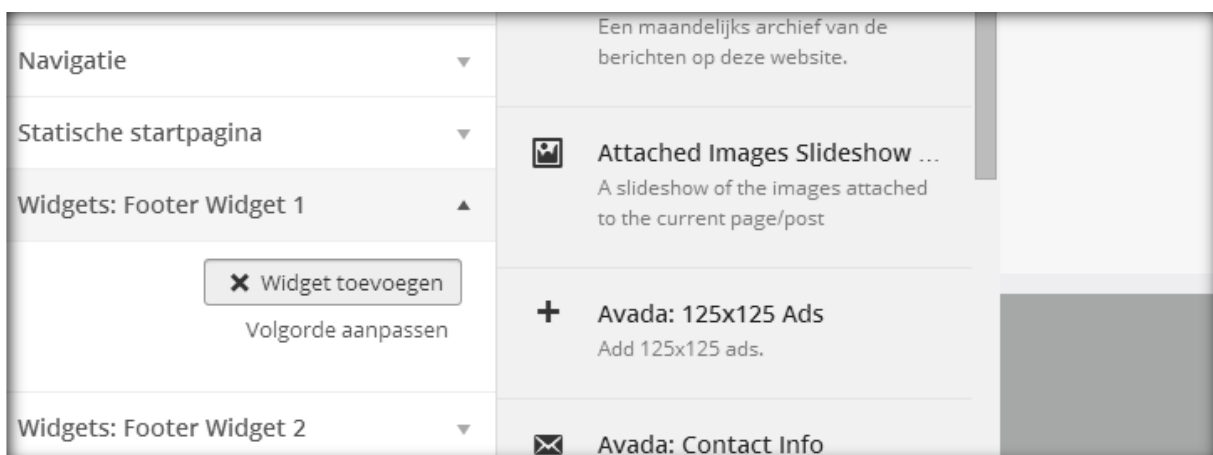 Navigatie
Statische startpagina
Widgets: Footer Widget 1
Widget toevoegen
Volgorde aanpassen
Widgets: Footer Widget 2
Een maandelijks archief van de
berichten op deze website.
Attached Images Slideshow ...
A slideshow of the images attached
to the current page/post
Avada: 125x125 Ads
Add 125x125 ads.
Avada: Contact Info